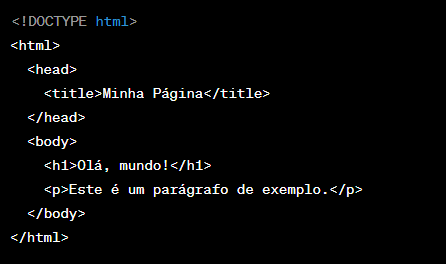 <!DOCTYPE html>
<html>
<head>
<title>Minha Página</title>
</head>
<body>
<h1>Olá, mundo!</h1>
<p>Este é um parágrafo de exemplo.</p>
</body>
</html>